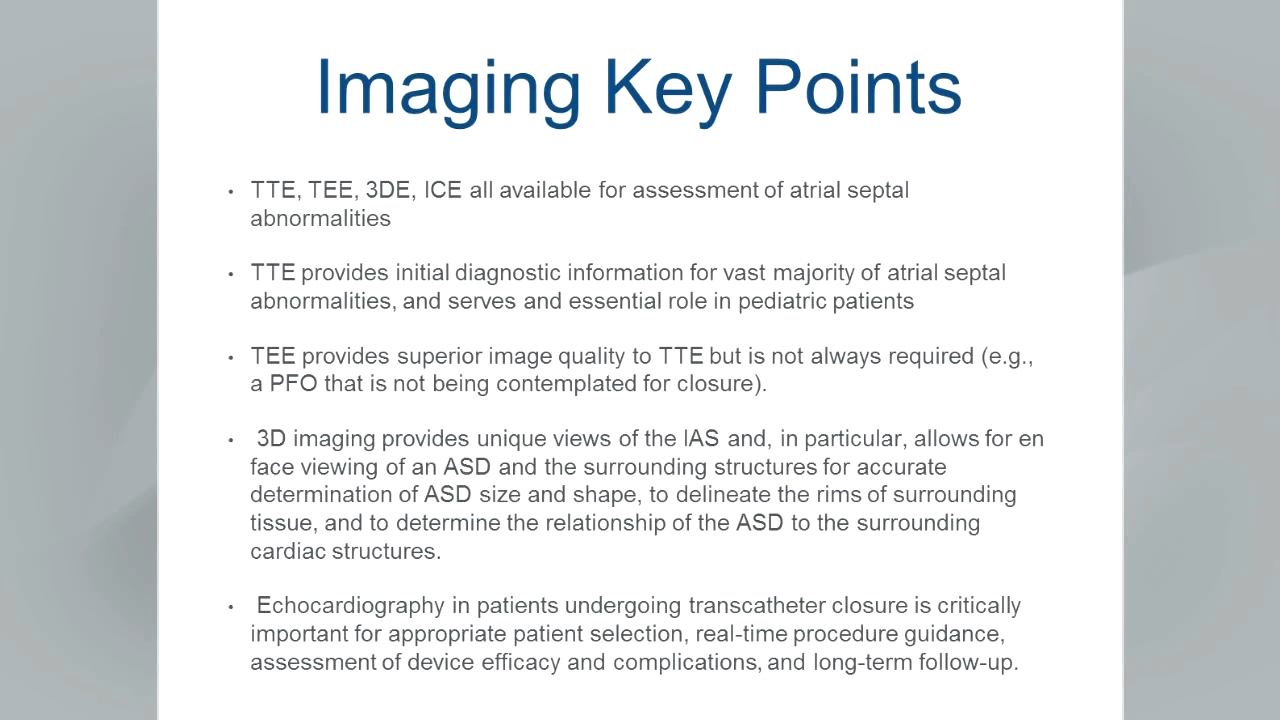 Imaging Key Points
• TTE, TEE, 3DE, ICE all available for assessment of atrial septal
abnormalities
• TTE provides initial diagnostic information for vast majority of atrial septal
abnormalities, and serves and essential role in pediatric patients
• TEE provides superior image quality to TTE but is not always required (e.g.,
a PFO that is not being contemplated for closure).
• 3D imaging provides unique views of the IAS and, in particular, allows for en
face viewing of an ASD and the surrounding structures for accurate
determination of ASD size and shape, to delineate the rims of surrounding
tissue, and to determine the relationship of the ASD to the surrounding
cardiac structures.
• Echocardiography in patients undergoing transcatheter closure is critically
important for appropriate patient selection, real-time procedure guidance,
assessment of device efficacy and complications, and long-term follow-up.